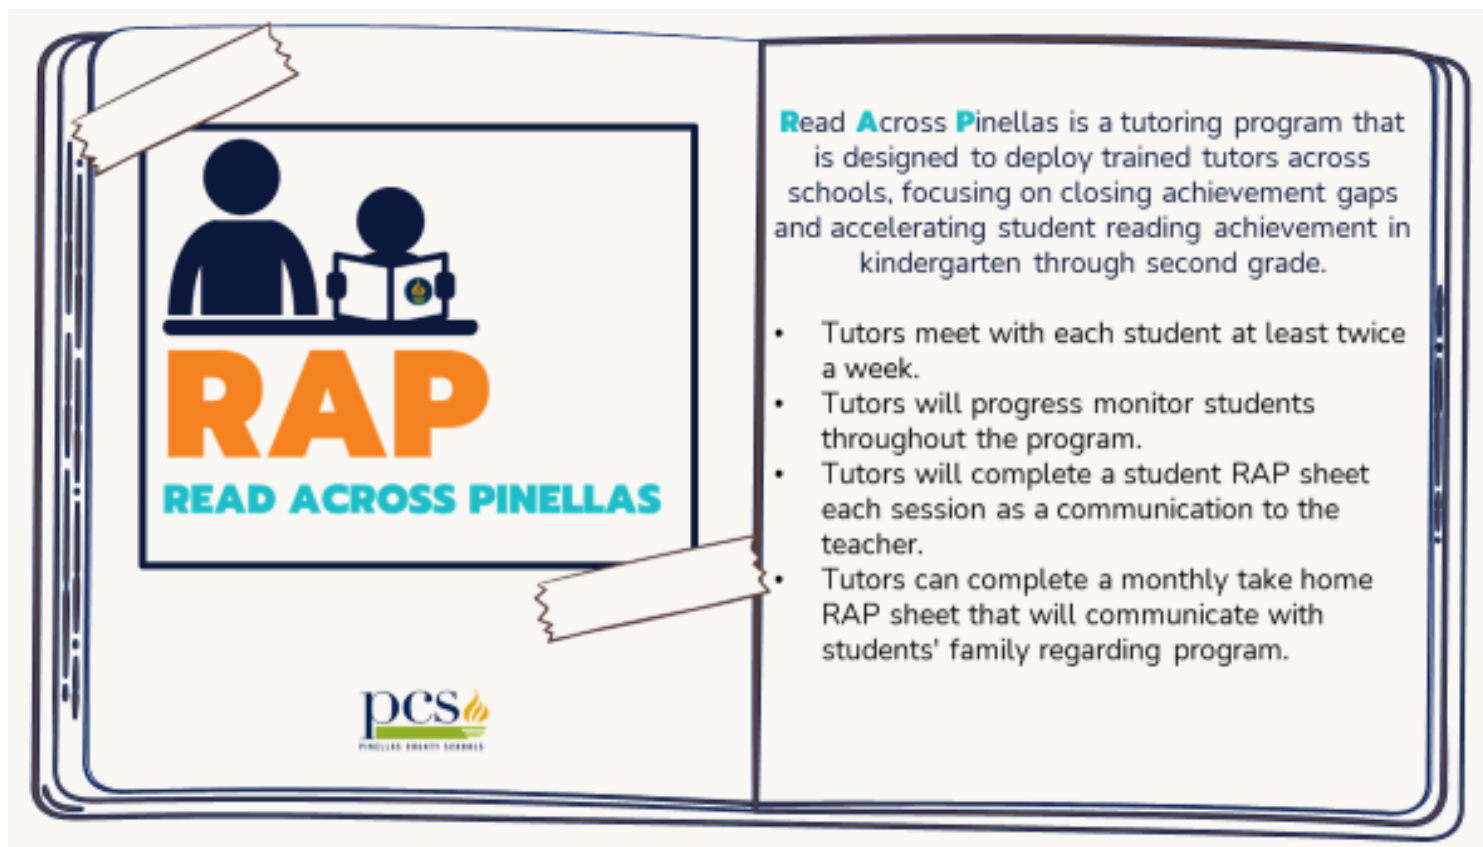 RAP
READ ACROSS PINELLAS
pcs
PINELLAS COUNTY SCHOOLS
Read Across Pinellas is a tutoring program that
is designed to deploy trained tutors across
schools, focusing on closing achievement gaps
and accelerating student reading achievement in
kindergarten through second grade.
• Tutors meet with each student at least twice
a week.
• Tutors will progress monitor students
throughout the program.
• Tutors will complete a student RAP sheet
each session as a communication to the
teacher.
• Tutors can complete a monthly take home
RAP sheet that will communicate with
students' family regarding program.